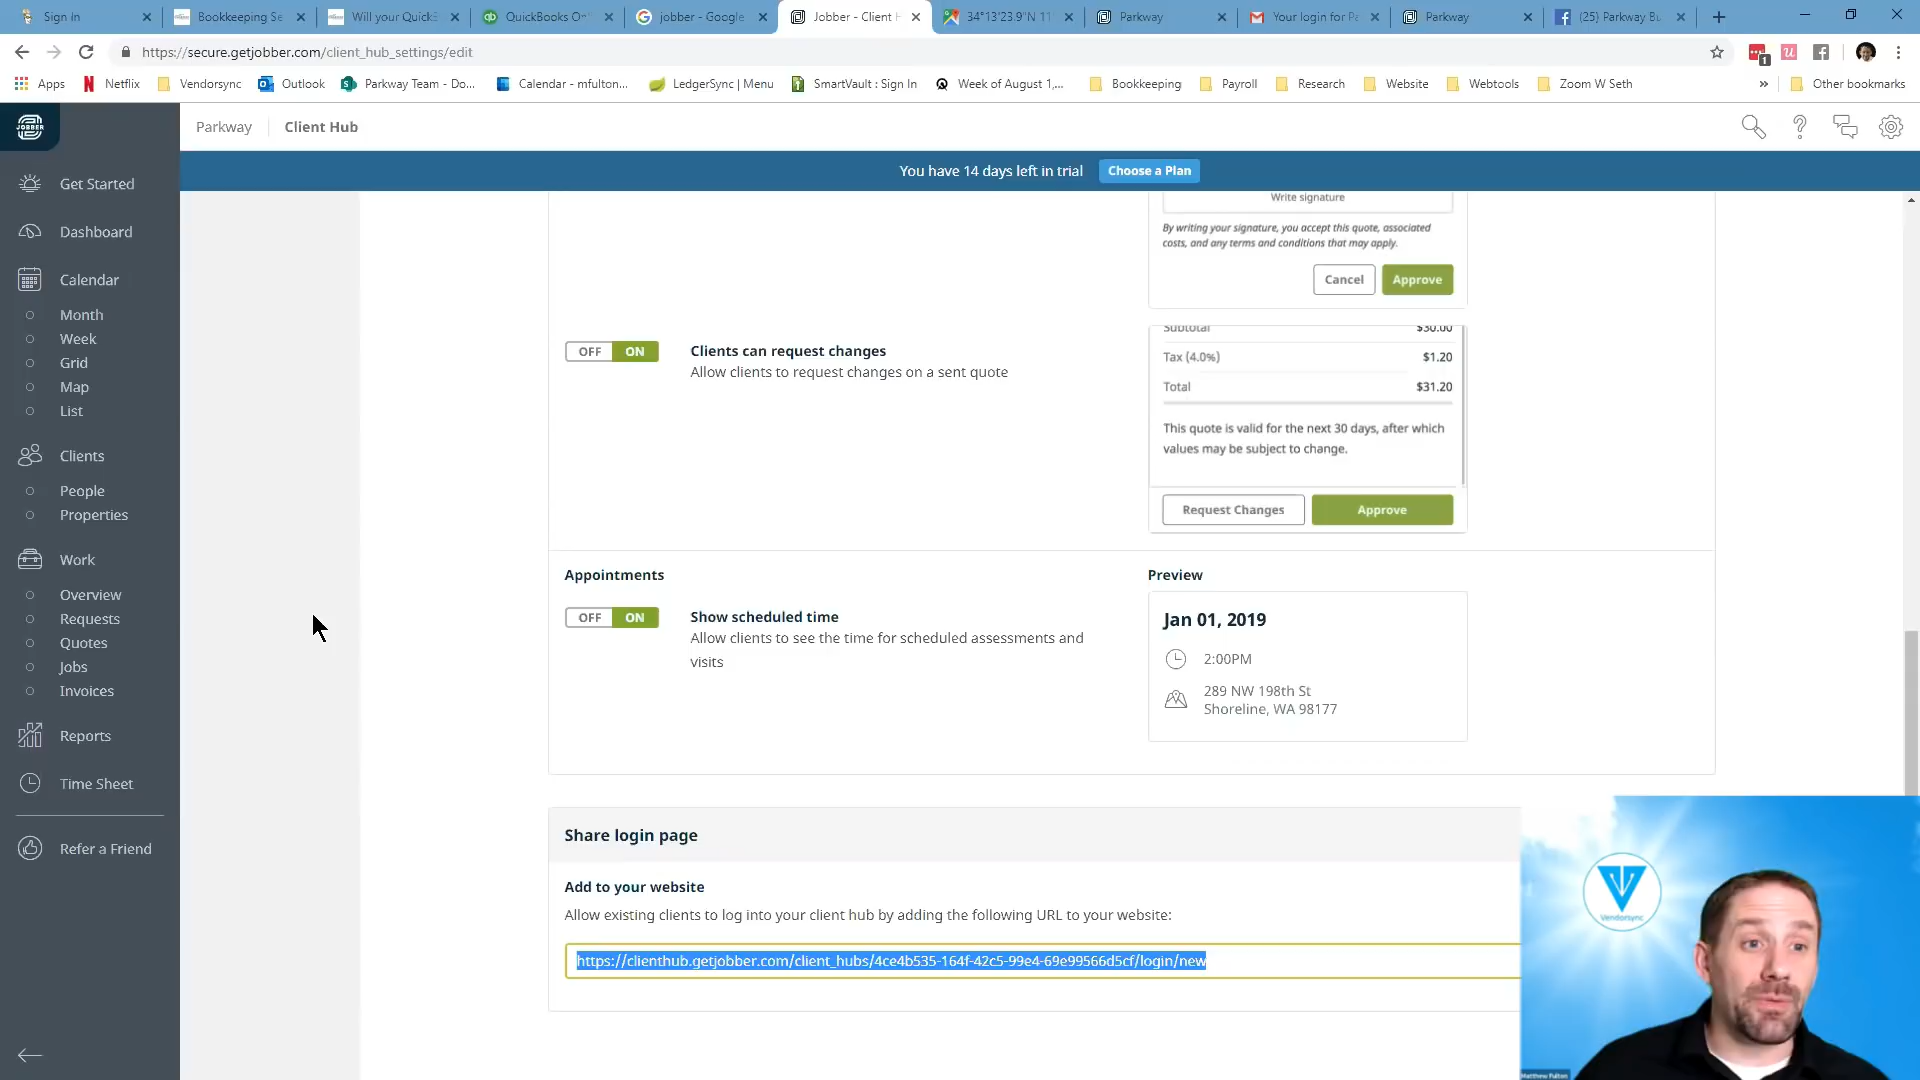 Sign in
Bookkeeping Se
Will your QuickB
QuickBooks On
jobber - Google
Jobber - Client H
34°13'23.9"N 11
Parkway
Your login for Pa
Parkway
(25) Parkway Bu
https://secure.getjobber.com/client_hub_settings/edit
1
Apps
Netflix
Vendorsync
Outlook
Parkway Team - Do...
Calendar - mfulton...
LedgerSync | Menu
SmartVault : Sign In
Week of August 1,...
Bookkeeping
Payroll
Research
Website
Webtools
Zoom W Seth
»
Other bookmarks
JOBBER
Parkway
Client Hub
You have 14 days left in trial
Choose a Plan
Get Started
Dashboard
Calendar
Month
Week
Grid
Map
List
Clients
People
Properties
Work
Overview
Requests
Quotes
Jobs
Invoices
Reports
Time Sheet
Refer a Friend
Write signature
By writing your signature, you accept this quote, associated
costs, and any terms and conditions that may apply.
Cancel
Approve
OFF ON
Clients can request changes
Allow clients to request changes on a sent quote
Subtotal $30.00
Tax (4.0%) $1.20
Total $31.20
This quote is valid for the next 30 days, after which
values may be subject to change.
Request Changes
Approve
Appointments
OFF ON
Show scheduled time
Allow clients to see the time for scheduled assessments and
visits
Preview
Jan 01, 2019
2:00PM
289 NW 198th St
Shoreline, WA 98177
Share login page
Add to your website
Allow existing clients to log into your client hub by adding the following URL to your website:
https://clienthub.getjobber.com/client_hubs/4ce4b535-164f-42c5-99e4-69e99566d5cf/login/new
Vendorsync
Matthew Fulton